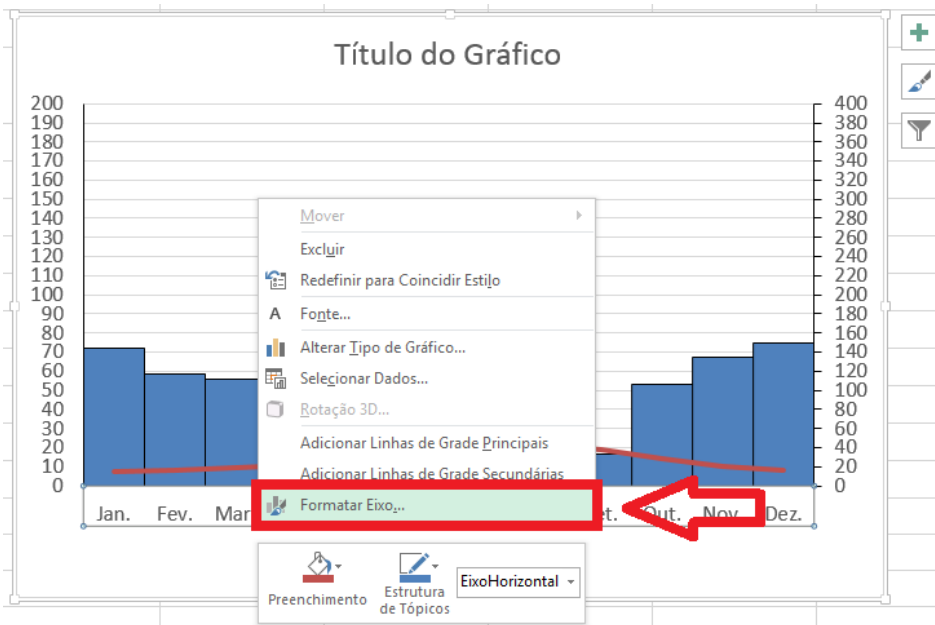 Título do Gráfico
200
190
180
170
160
150
140
130
120
110
100
90
80
70
60
50
40
30
20
10
0
400
380
360
340
320
300
280
260
240
220
200
180
160
140
120
100
80
60
40
20
0
Mover
Excluir
Redefinir para Coincidir Estilo
A Fonte...
Alterar Tipo de Gráfico...
Selecionar Dados...
Rotação 3D...
Adicionar Linhas de Grade Principais
Adicionar Linhas de Grade Secundárias
Formatar Eixo...
Jan. Fev. Mar et. Out. Nov Dez.
Preenchimento
Estrutura
de Tópicos
EixoHorizontal